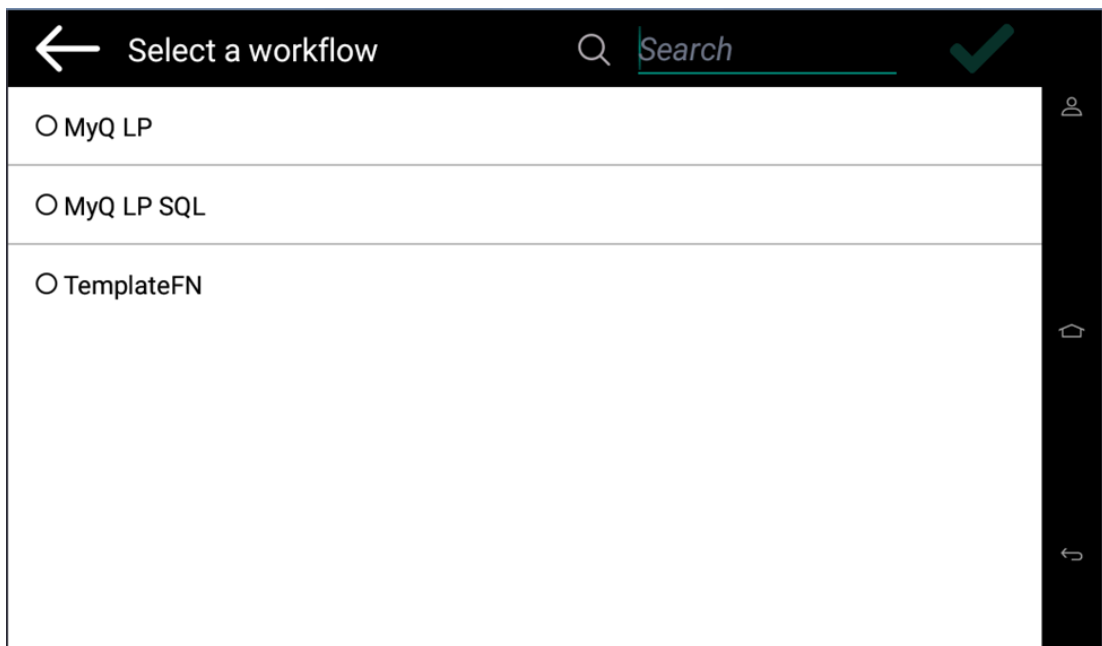 Select a workflow
Search
MyQ LP
MyQ LP SQL
TemplateFN